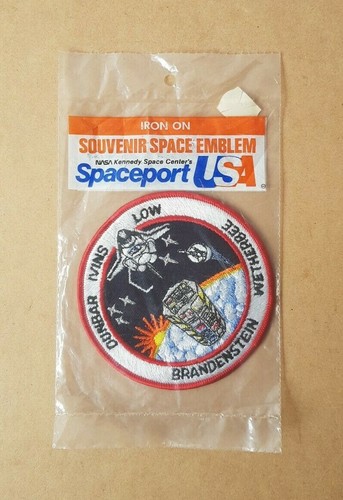 IRON ON
SOUVENIR SPACE EMBLEM
NASA Kennedy Space Center's
Spaceport USA
®
DUNBAR IVINS LOW WETHERBEE BRANDENSTEIN